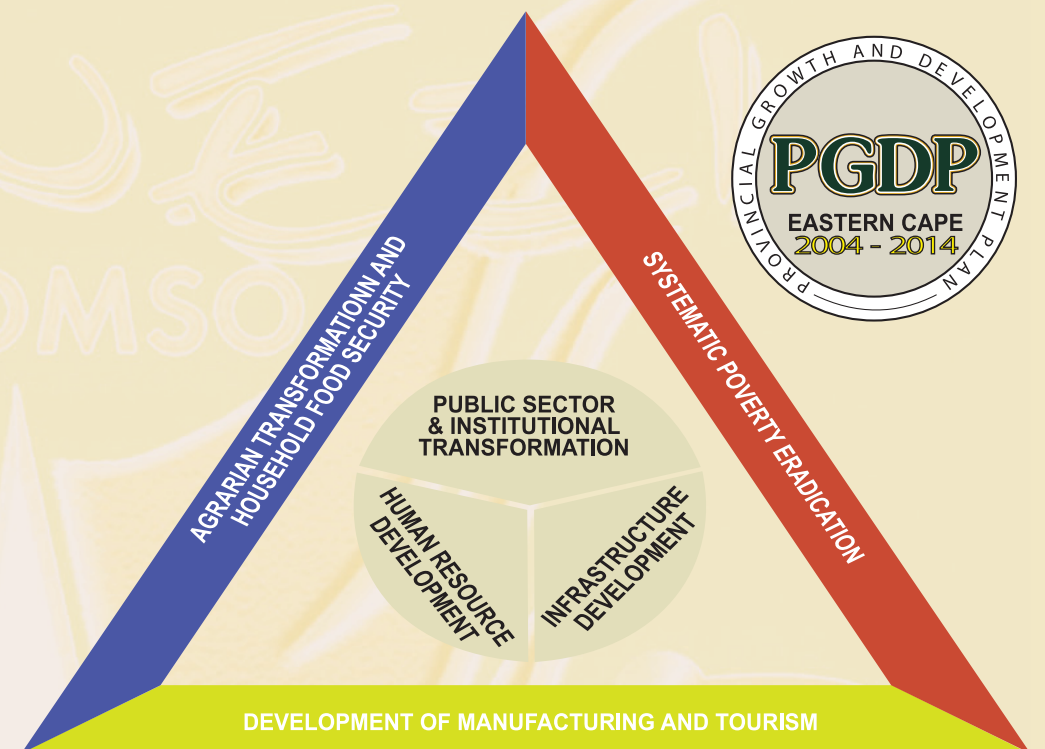 PROVINCIAL GROWTH AND DEVELOPMENT PLAN
PGDP
EASTERN CAPE
2004 - 2014
AGRARIAN TRANSFORMATIONN AND
HOUSEHOLD FOOD SECURITY
SYSTEMATIC POVERTY ERADICATION
PUBLIC SECTOR
& INSTITUTIONAL
TRANSFORMATION
HUMAN RESOURCE
DEVELOPMENT
INFRASTRUCTURE
DEVELOPMENT
DEVELOPMENT OF MANUFACTURING AND TOURISM